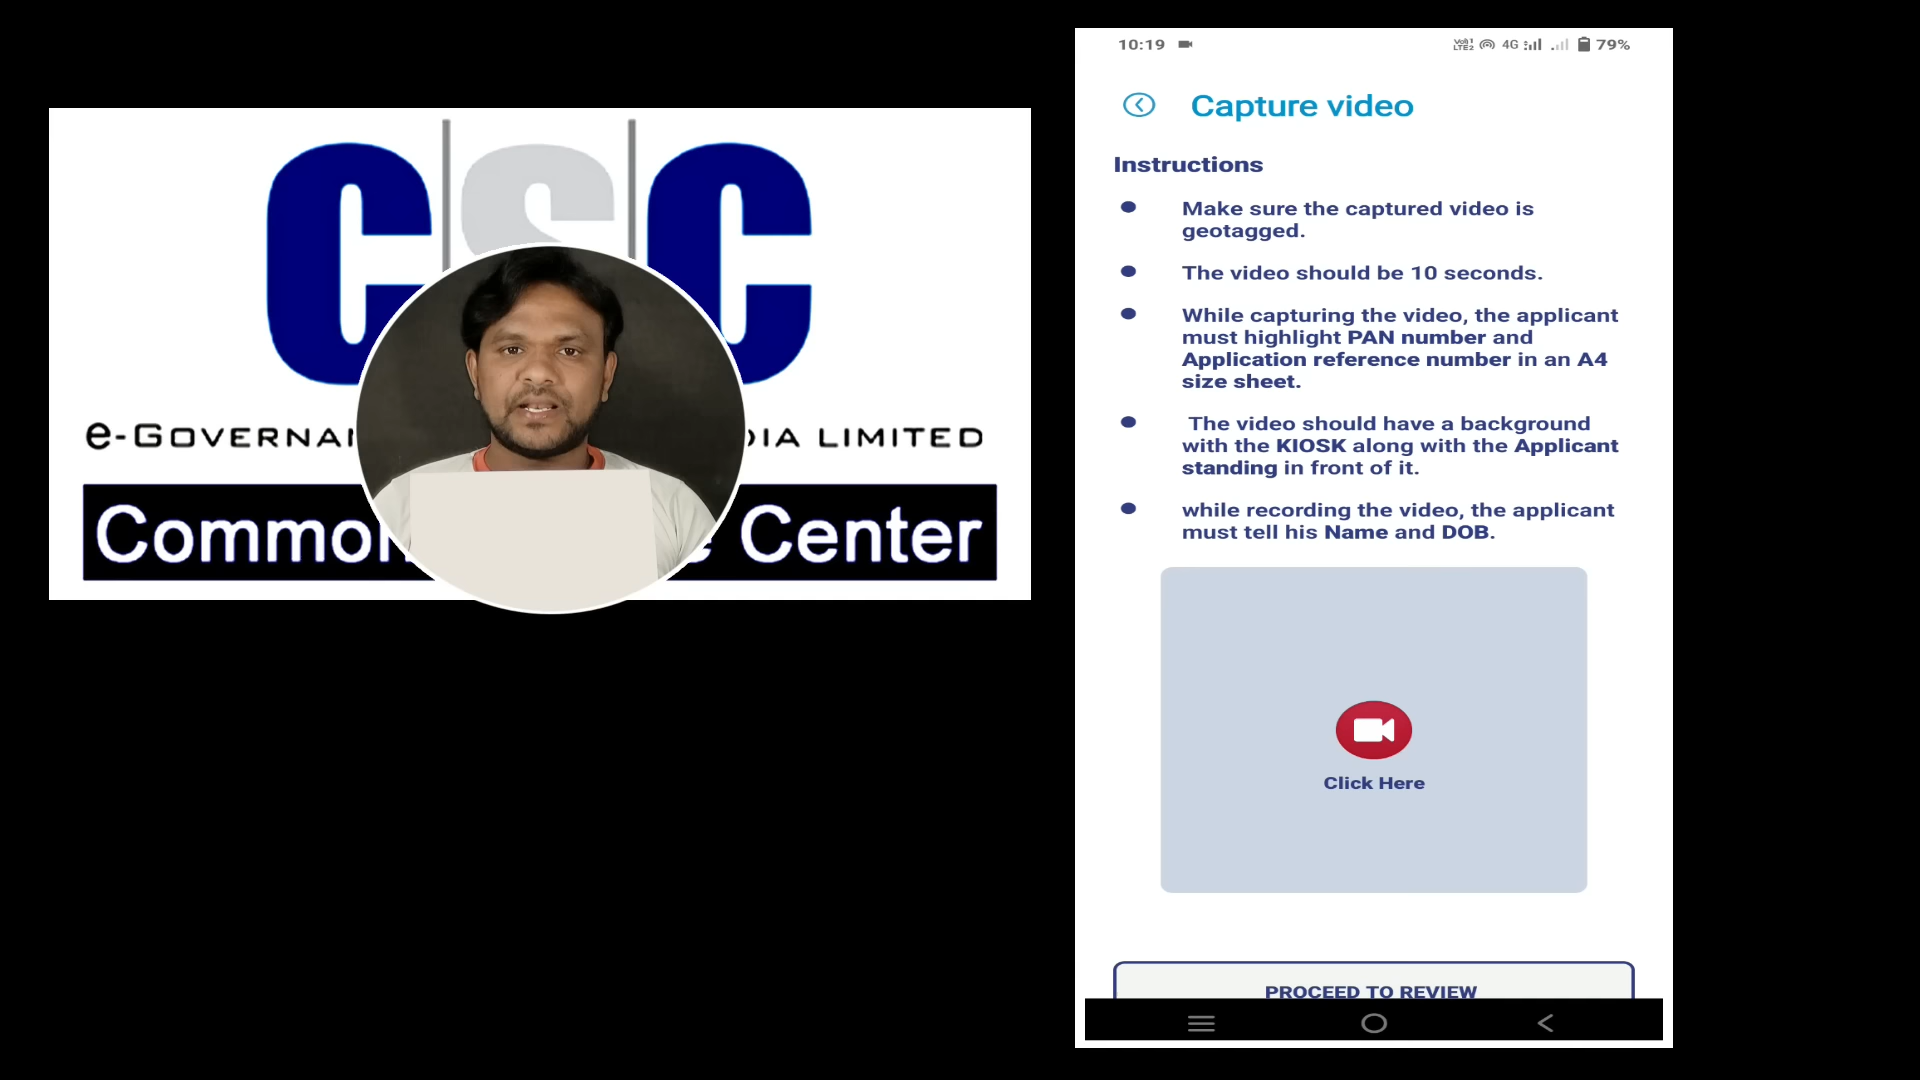 CSC
e-GOVERNA
DIA LIMITED
Common
e Center
10:19
VoW1
LTE2
4G
79%
Capture video
Instructions
Make sure the captured video is
geotagged.
The video should be 10 seconds.
While capturing the video, the applicant
must highlight PAN number and
Application reference number in an A4
size sheet.
The video should have a background
with the KIOSK along with the Applicant
standing in front of it.
while recording the video, the applicant
must tell his Name and DOB.
Click Here
PROCEED TO REVIEW